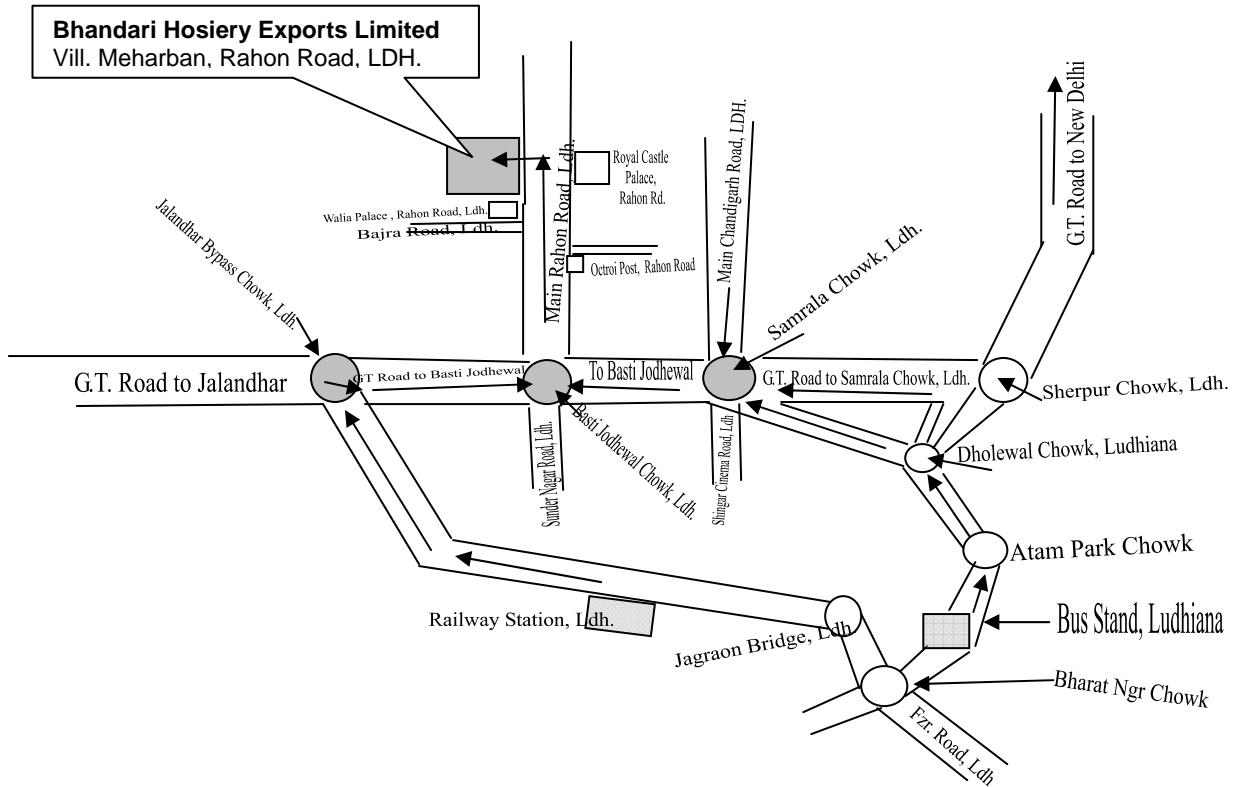 Bhandari Hosiery Exports Limited
Vill. Meharban, Rahon Road, LDH.
G.T. Road to New Delhi
Main Chandigarh Road, LDH.
Main Rahon Road, Ldh.
Royal Castle
Palace,
Rahon Rd.
Walia Palace , Rahon Road, Ldh.
Bajra Road, Ldh.
Jalandhar Bypass Chowk, Ldh.
Octroi Post, Rahon Road
Samrala Chowk, Ldh.
G.T. Road to Jalandhar
GT Road to Basti Jodhewal
To Basti Jodhewal
G.T. Road to Samrala Chowk, Ldh.
Sherpur Chowk, Ldh.
Sunder Nagar Road, Ldh.
Basti Jodhewal Chowk, Ldh.
Shingar Cinema Road, Ldh
Dholewal Chowk, Ludhiana
Atam Park Chowk
Railway Station, Ldh.
Jagraon Bridge, Ldh
Bus Stand, Ludhiana
Bharat Ngr Chowk
Fzr. Road, Ldh